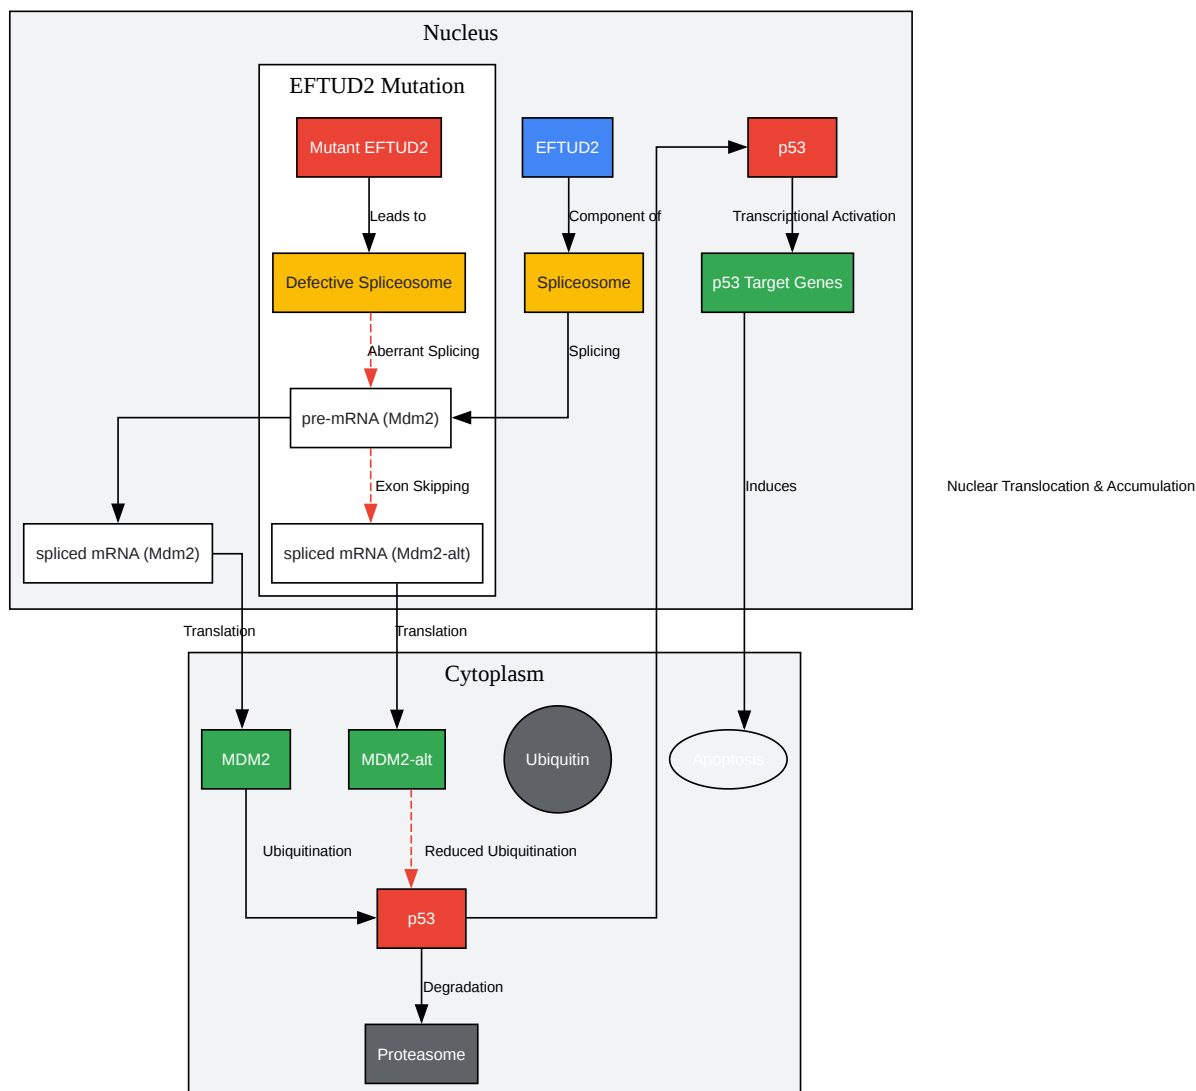 Nucleus
EFTUD2 Mutation
Mutant EFTUD2
EFTUD2
p53
Leads to
Component of
Transcriptional Activation
Defective Spliceosome
Spliceosome
p53 Target Genes
Aberrant Splicing
Splicing
pre-mRNA (Mdm2)
Exon Skipping
Induces
Nuclear Translocation & Accumulation
spliced mRNA (Mdm2)
spliced mRNA (Mdm2-alt)
Translation
Translation
Cytoplasm
MDM2
MDM2-alt
Ubiquitin
Apoptosis
Ubiquitination
Reduced Ubiquitination
p53
Degradation
Proteasome